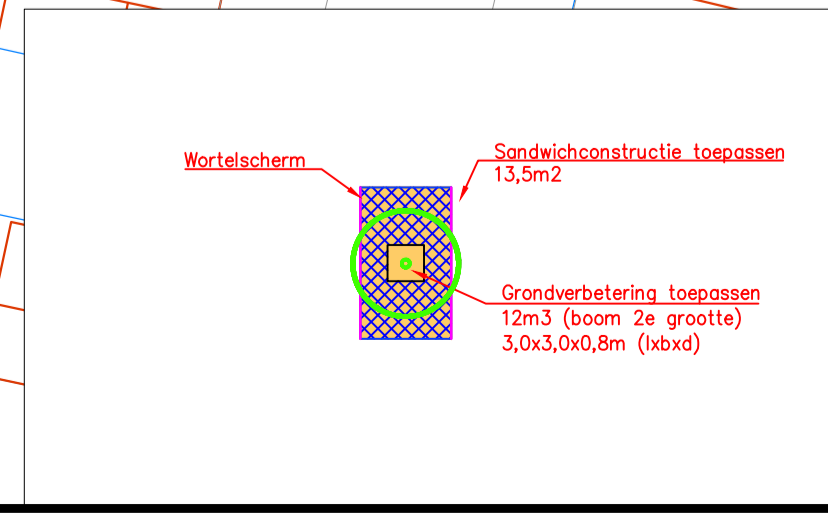 Wortelscherm
Sandwichconstructie toepassen
13,5m2
Grondverbetering toepassen
12m3 (boom 2e grootte)
3,0x3,0x0,8m (lxbxd)